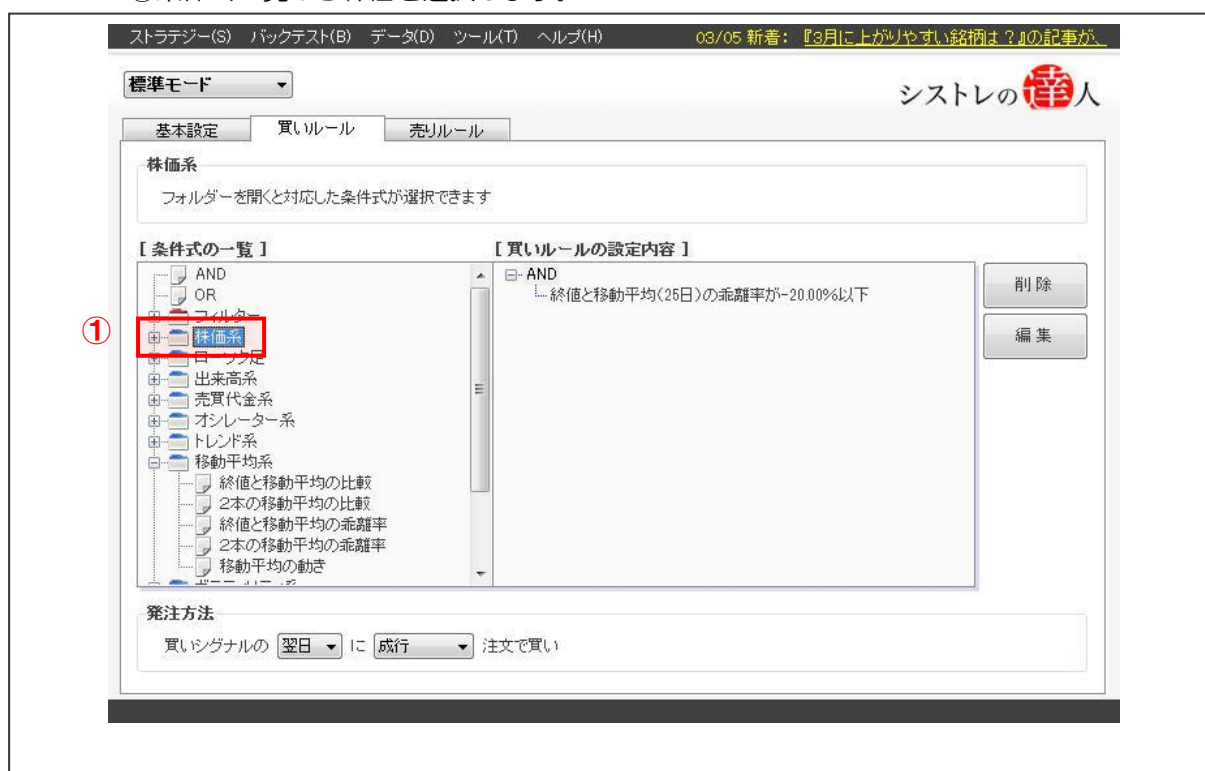 ストラテジー(S) バックテスト(B) データ(D) ツール(T) ヘルプ(H) 03/05 新着： 『3月に上がりやすい銘柄は？』の記事が、
標準モード
シストレの達人
基本設定 買いルール 売りルール
株価系
フォルダーを開くと対応した条件式が選択できます
[ 条件式の一覧 ] [ 買いルールの設定内容 ]
AND
OR
フィルター
① 株価系
ローソク足
出来高系
売買代金系
オシレーター系
トレンド系
移動平均系
終値と移動平均の比較
2本の移動平均の比較
終値と移動平均の乖離率
2本の移動平均の乖離率
移動平均の動き
AND
終値と移動平均(25日)の乖離率が-20.00%以下
削除
編集
発注方法
買いシグナルの 翌日 に 成行 注文で買い